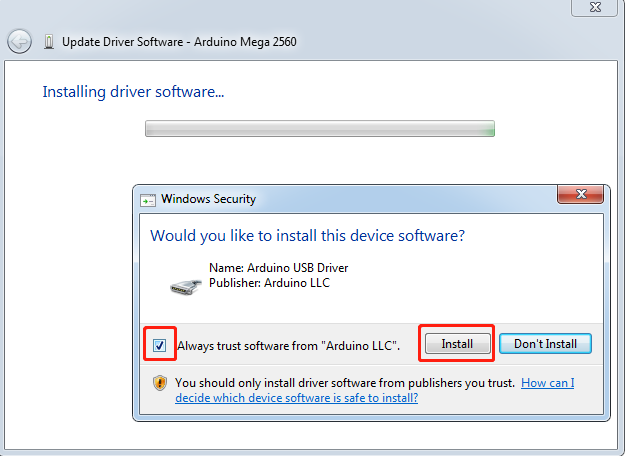 Update Driver Software - Arduino Mega 2560
Installing driver software...
Windows Security
Would you like to install this device software?
Name: Arduino USB Driver
Publisher: Arduino LLC
Always trust software from "Arduino LLC".
Install
Don't Install
You should only install driver software from publishers you trust. How can I
decide which device software is safe to install?